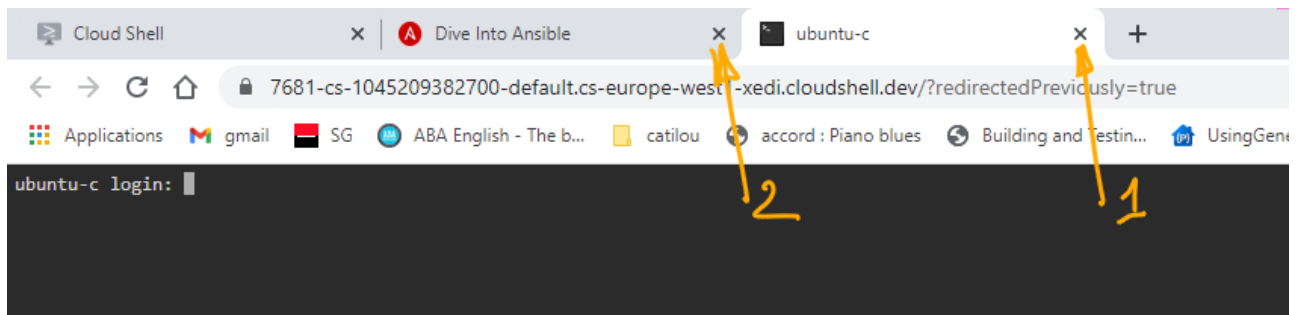 Cloud Shell Dive Into Ansible ubuntu-c
7681-cs-1045209382700-default.cs-europe-west1-xedi.cloudshell.dev/?redirectedPreviously=true
Applications gmail SG ABA English - The b... catilou accord : Piano blues Building and Testin... UsingGene
ubuntu-c login:
2 1